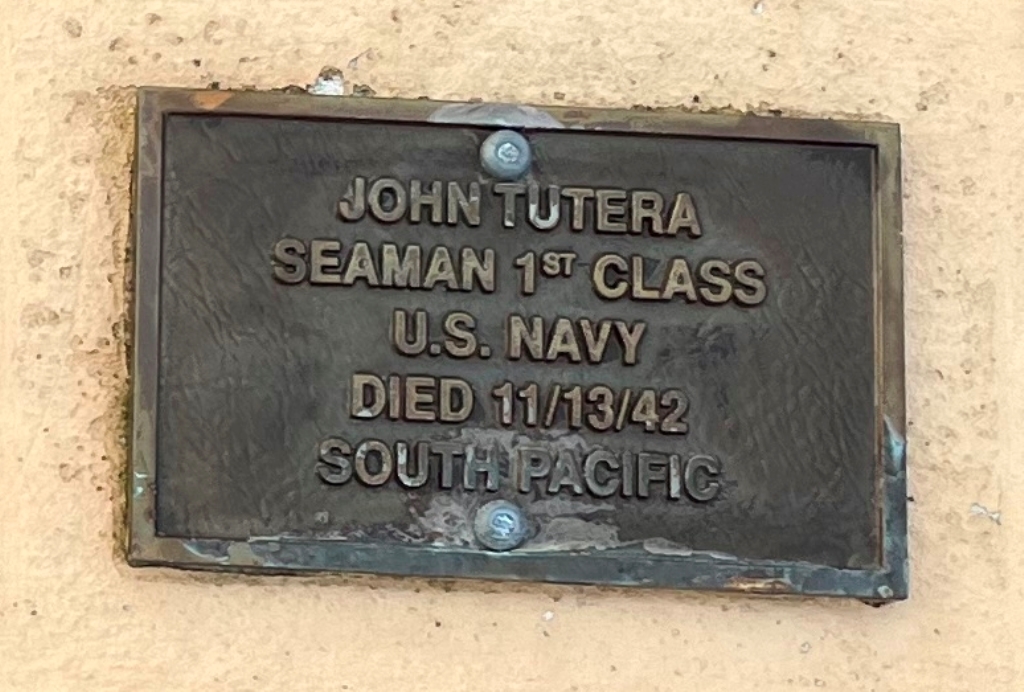 JOHN TUTERA
SEAMAN 1ST CLASS
U.S. NAVY
DIED 11/13/42
SOUTH PACIFIC